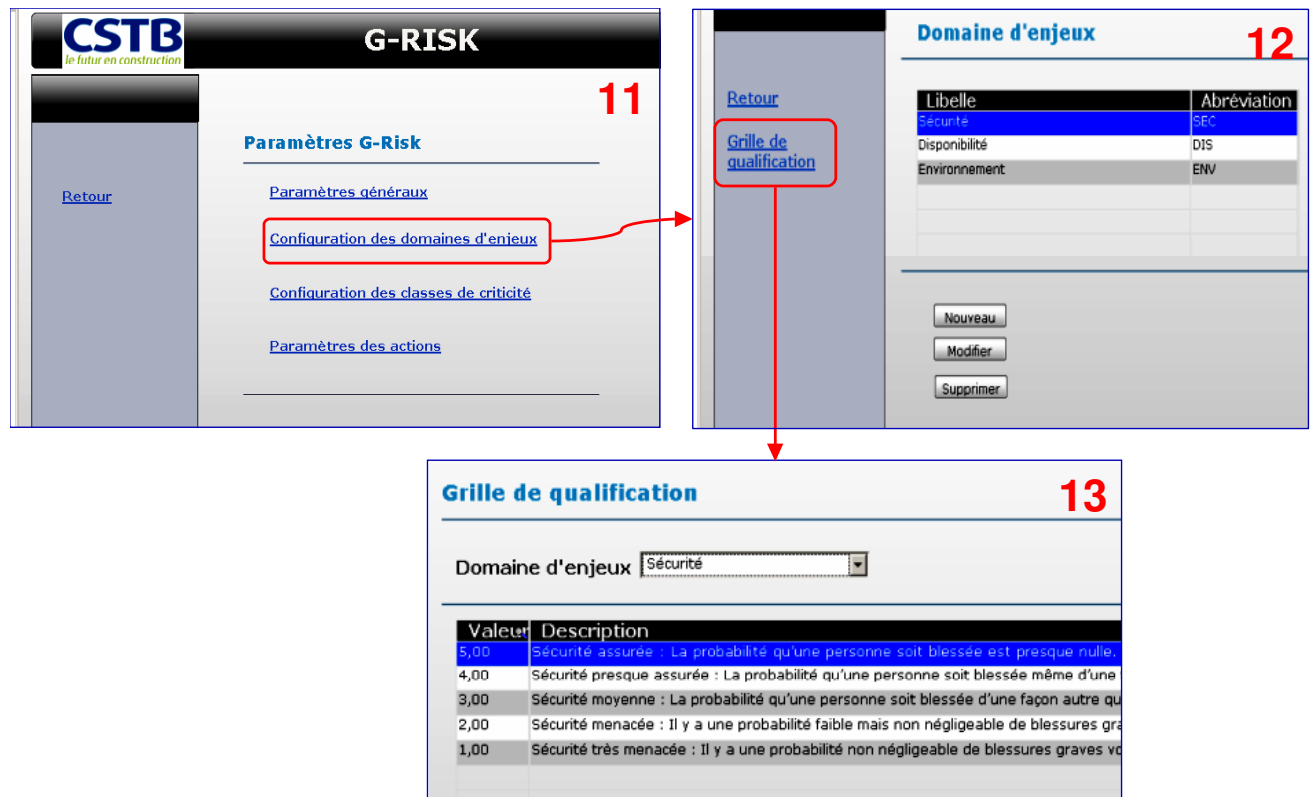 CSTB
le futur en construction
G-RISK
11
Paramètres G-Risk
Retour
Paramètres généraux
Configuration des domaines d'enjeux
Configuration des classes de criticité
Paramètres des actions
Domaine d'enjeux
12
Retour
Grille de
qualification
Libelle Abréviation
Sécurité SEC
Disponibilité DIS
Environnement ENV
Nouveau
Modifier
Supprimer
Grille de qualification
13
Domaine d'enjeux Sécurité
Valeur Description
5,00 Sécurité assurée : La probabilité qu'une personne soit blessée est presque nulle.
4,00 Sécurité presque assurée : La probabilité qu'une personne soit blessée même d'une
3,00 Sécurité moyenne : La probabilité qu'une personne soit blessée d'une façon autre qu
2,00 Sécurité menacée : Il y a une probabilité faible mais non négligeable de blessures gra
1,00 Sécurité très menacée : Il y a une probabilité non négligeable de blessures graves vo